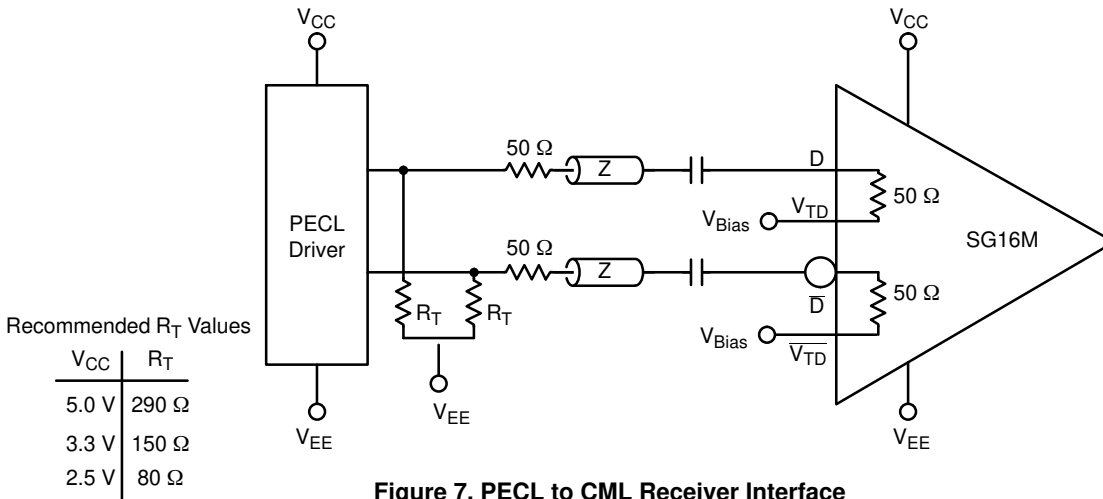 V_CC
V_CC
50 Ω
Z
D
V_Bias
V_TD
50 Ω
PECL
Driver
SG16M
50 Ω
Z
D̅
50 Ω
R_T
R_T
V_Bias
V̅_T̅D̅
Recommended R_T Values
V_CC R_T
5.0 V 290 Ω
3.3 V 150 Ω
2.5 V 80 Ω
V_EE
V_EE
V_EE
Figure 7. PECL to CML Receiver Interface